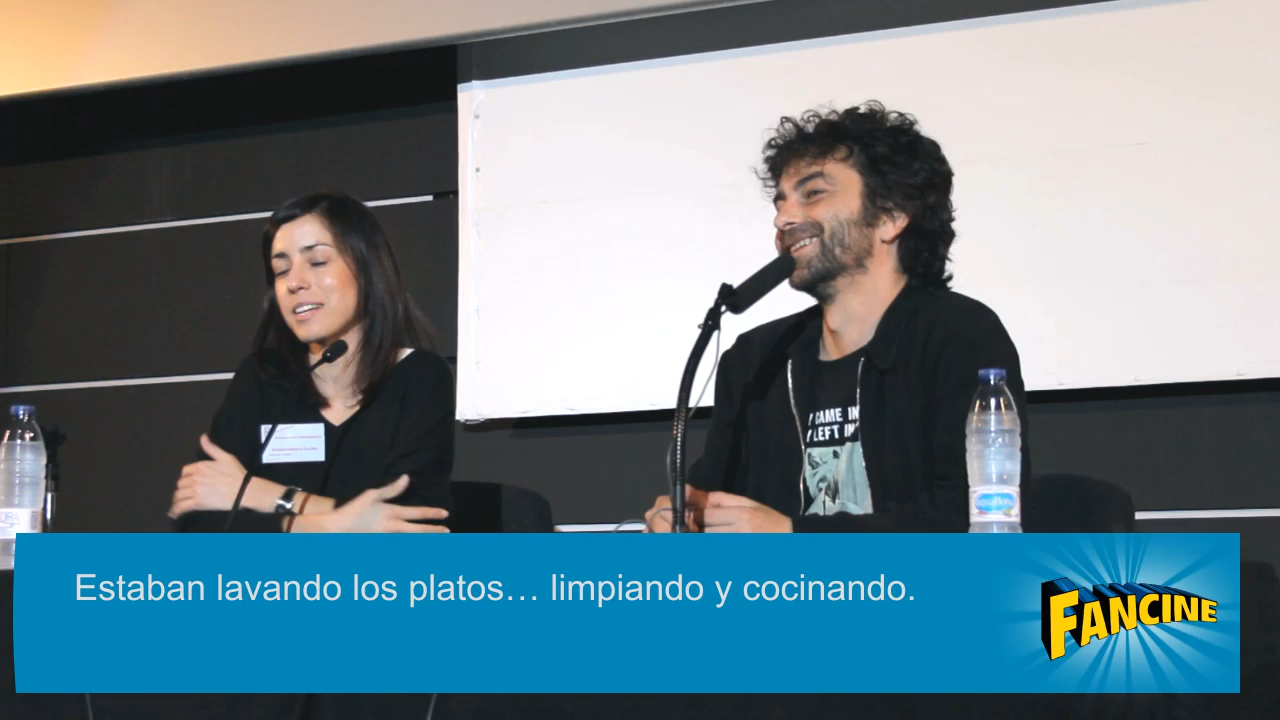 CAME IN
LEFT IN
Estaban lavando los platos… limpiando y cocinando.
FANCINE